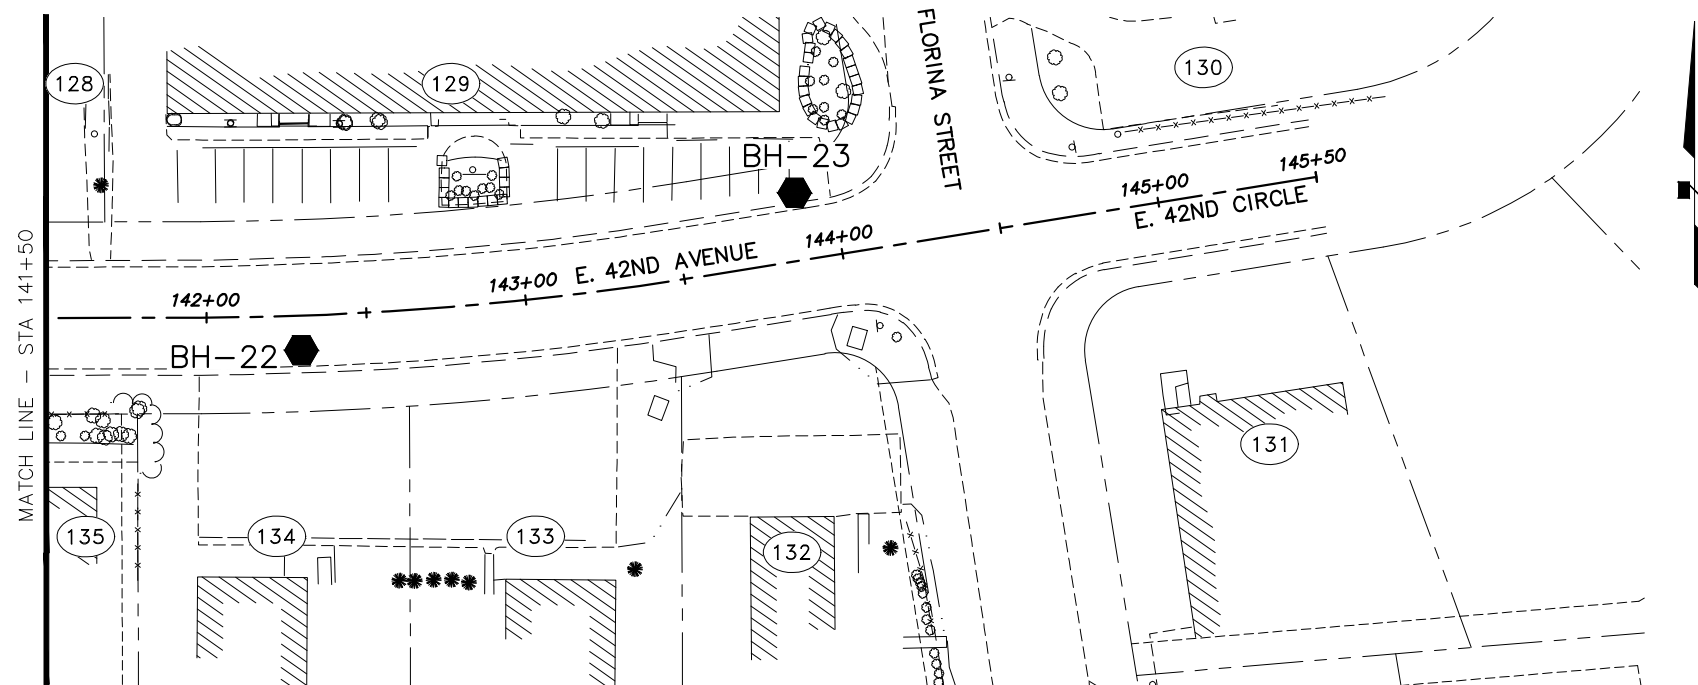 FLORINA STREET
128
129
130
BH-23
145+50
145+00
E. 42ND CIRCLE
144+00
E. 42ND AVENUE
143+00
142+00
MATCH LINE - STA 141+50
BH-22
131
135
134
133
132